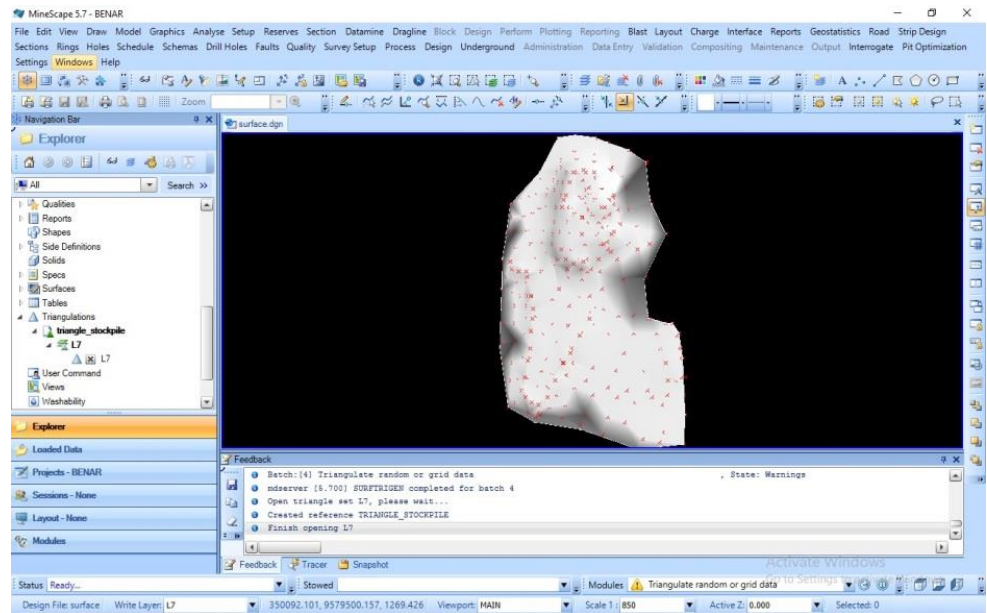 MineScape 5.7 - BENAR
File Edit View Draw Model Graphics Analyse Setup Reserves Section Datamine Dragline Block Design Perform Plotting Reporting Blast Layout Charge Interface Reports Geostatistics Road Strip Design
Sections Rings Holes Schedule Schemas Drill Holes Faults Quality Survey Setup Process Design Underground Administration Data Entry Validation Compositing Maintenance Output Interrogate Pit Optimization
Settings Windows Help
Zoom
Navigation Bar
surface.dgn
Explorer
All
Search
Qualities
Reports
Shapes
Side Definitions
Solids
Specs
Surfaces
Tables
Triangulations
triangle_stockpile
L7
L7
User Command
Views
Washability
Explorer
Loaded Data
Projects - BENAR
Sessions - None
Layout - None
Modules
Feedback
Batch:[4] Triangulate random or grid data , State: Warnings
mdserver [5.700] SURFTRIGEN completed for batch 4
Open triangle set L7, please wait...
Created reference TRIANGLE_STOCKPILE
Finish opening L7
Feedback Tracer Snapshot
Activate Windows
Go to Settings to
Status Ready... Stowed Modules Triangulate random or grid data
Design File: surface Write Layer: L7 350092.101, 9579500.157, 1269.426 Viewport: MAIN Scale 1: 850 Active Z: 0.000 Selected: 0